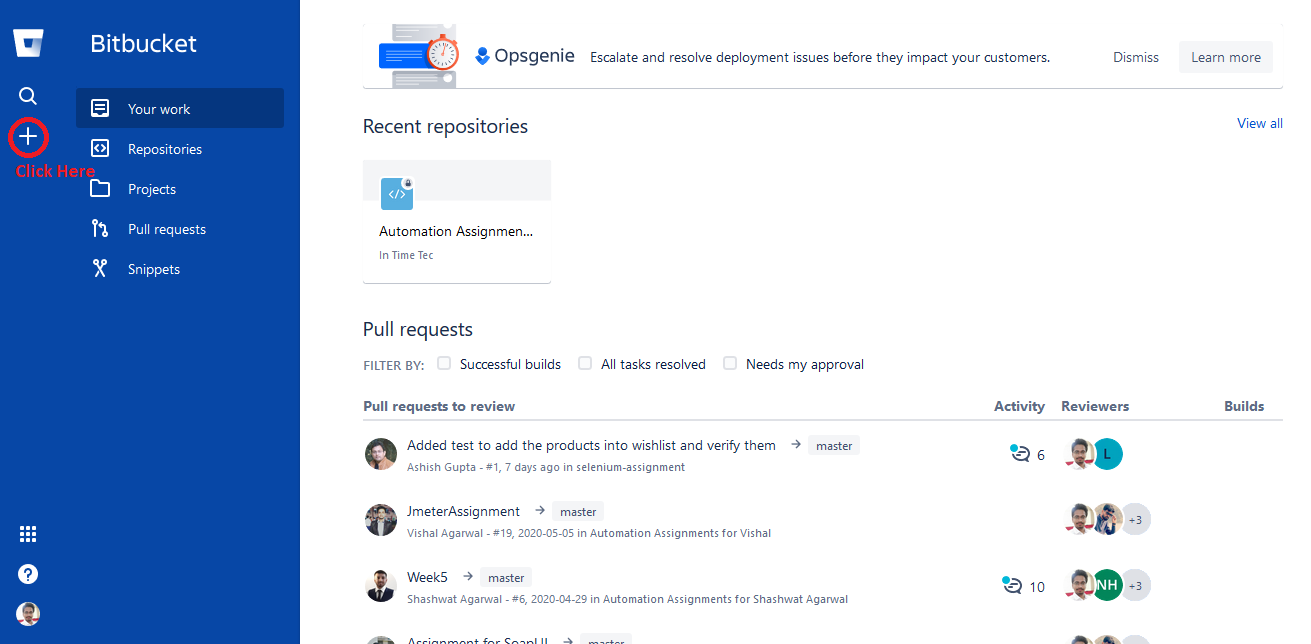 Bitbucket
Click Here
Your work
Repositories
Projects
Pull requests
Snippets
Opsgenie Escalate and resolve deployment issues before they impact your customers. Dismiss Learn more
Recent repositories View all
Automation Assignmen...
In Time Tec
Pull requests
FILTER BY: Successful builds All tasks resolved Needs my approval
Pull requests to review Activity Reviewers Builds
Added test to add the products into wishlist and verify them → master 6 L
Ashish Gupta - #1, 7 days ago in selenium-assignment
JmeterAssignment → master +3
Vishal Agarwal - #19, 2020-05-05 in Automation Assignments for Vishal
Week5 → master 10 NH +3
Shashwat Agarwal - #6, 2020-04-29 in Automation Assignments for Shashwat Agarwal
Assignment for SoapUI → master